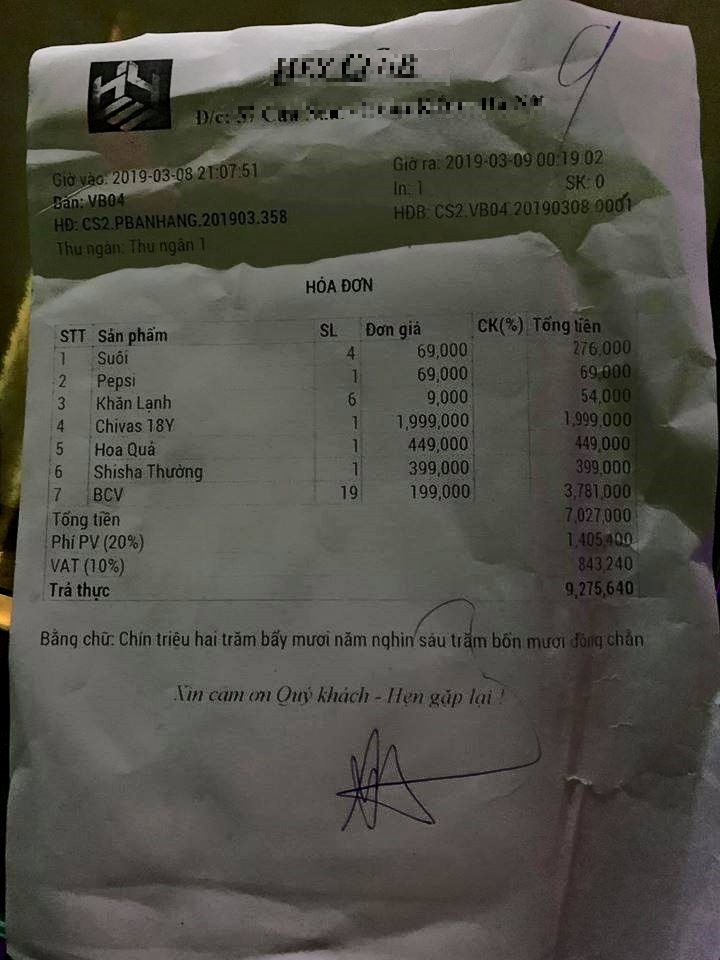 9
Đ/c: 57
Giờ vào: 2019-03-08 21:07:51
Giờ ra: 2019-03-09 00:19:02
Bán: VB04
In: 1 SK: 0
HĐ: CS2.PBANHANG.201903.358
HĐB: CS2.VB04.20190308.0001
Thu ngân: Thu ngân 1
HÓA ĐƠN
STT Sản phẩm SL Đơn giá CK(%) Tổng tiền
1 Suối 4 69,000 276,000
2 Pepsi 1 69,000 69,000
3 Khăn Lạnh 6 9,000 54,000
4 Chivas 18Y 1 1,999,000 1,999,000
5 Hoa Quả 1 449,000 449,000
6 Shisha Thường 1 399,000 399,000
7 BCV 19 199,000 3,781,000
Tổng tiền 7,027,000
Phí PV (20%) 1,405,400
VAT (10%) 843,240
Trả thực 9,275,640
Bằng chữ: Chín triệu hai trăm bẩy mươi năm nghìn sáu trăm bốn mươi đồng chẵn
Xin cảm ơn Quý khách - Hẹn gặp lại !